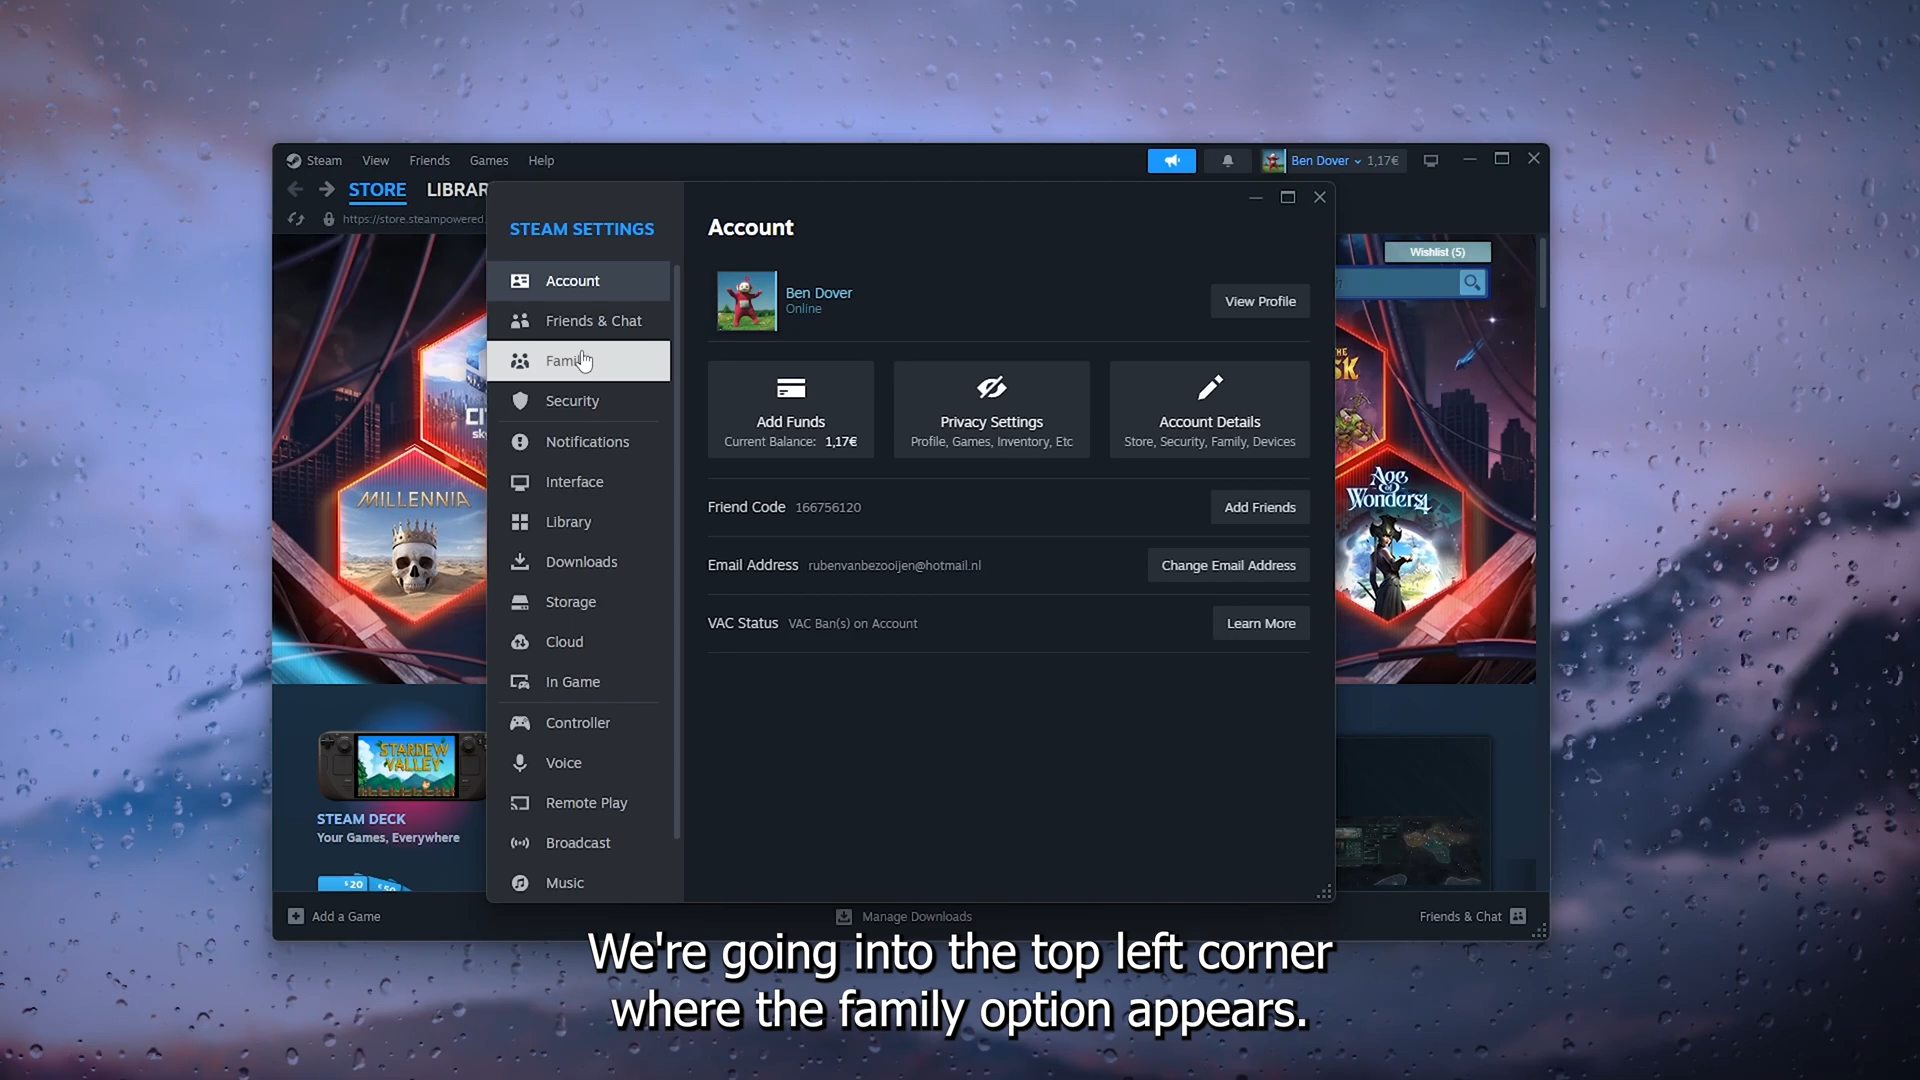 Steam View Friends Games Help
Ben Dover 1,17€
STORE LIBRAR
https://store.steampowered.
Wishlist (5)
STEAM SETTINGS
Account
Friends & Chat
Fami
Security
Notifications
Interface
Library
Downloads
Storage
Cloud
In Game
Controller
Voice
Remote Play
Broadcast
Music
Account
Ben Dover
Online
View Profile
Add Funds
Current Balance: 1,17€
Privacy Settings
Profile, Games, Inventory, Etc
Account Details
Store, Security, Family, Devices
Friend Code 166756120
Add Friends
Email Address rubenvanbezooijen@hotmail.nl
Change Email Address
VAC Status VAC Ban(s) on Account
Learn More
MILLENNIA
Age of
Wonders 4
STARDEW
VALLEY
STEAM DECK
Your Games, Everywhere
$20
Add a Game
Manage Downloads
Friends & Chat
We're going into the top left corner
where the family option appears.